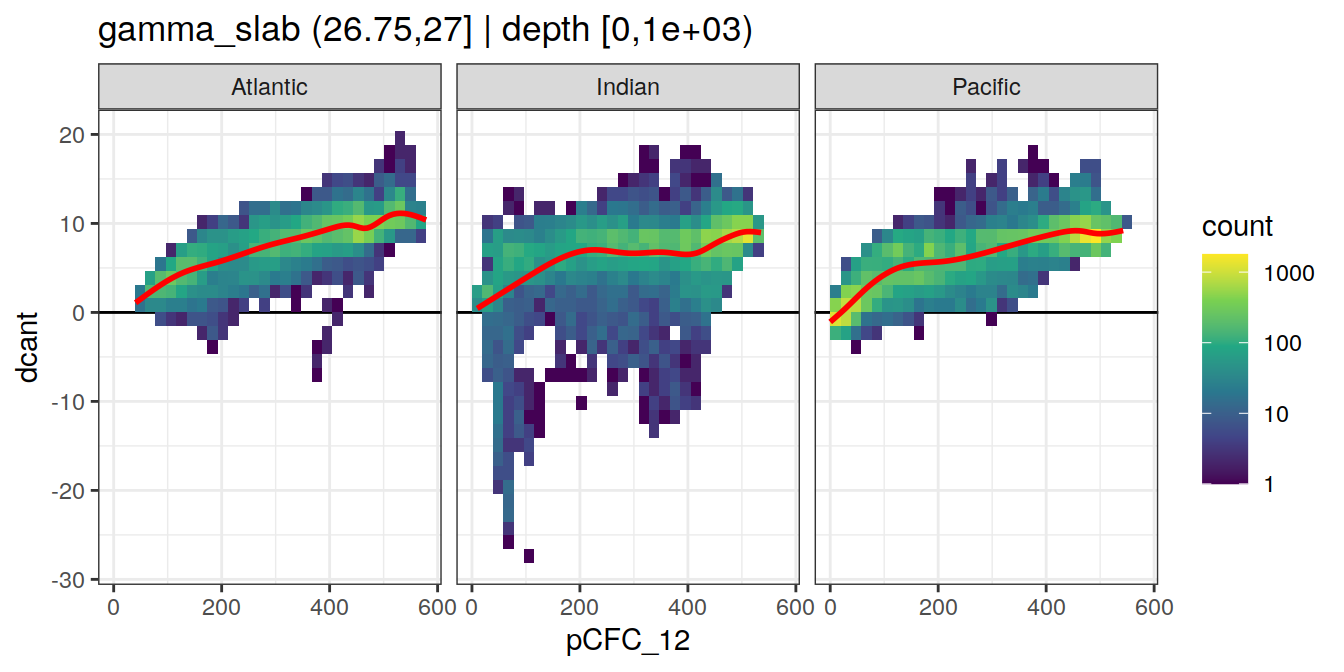 gamma_slab (26.75,27] | depth [0,1e+03)
Atlantic Indian Pacific
count
20
10
0
-10
-20
-30
dcant
1000
100
10
1
0 200 400 600 0 200 400 600 0 200 400 600
pCFC_12